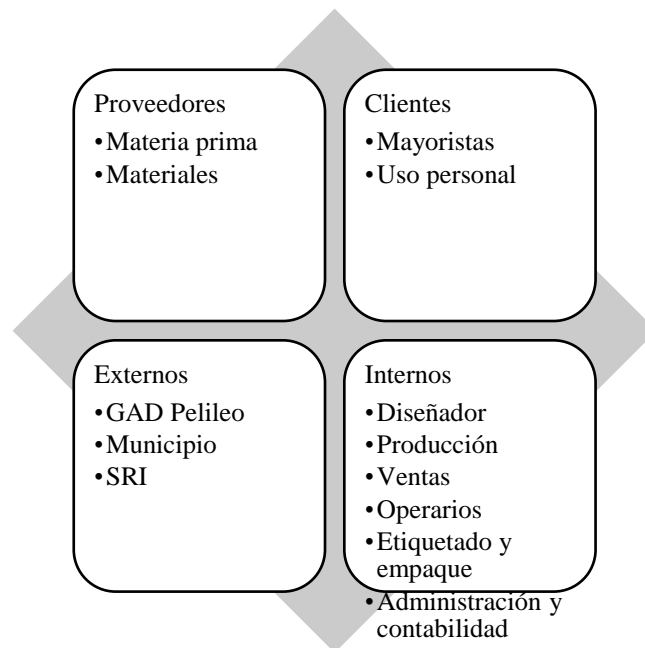 Proveedores
•Materia prima
•Materiales
Clientes
•Mayoristas
•Uso personal
Externos
•GAD Pelileo
•Municipio
•SRI
Internos
•Diseñador
•Producción
•Ventas
•Operarios
•Etiquetado y
empaque
•Administración y
contabilidad